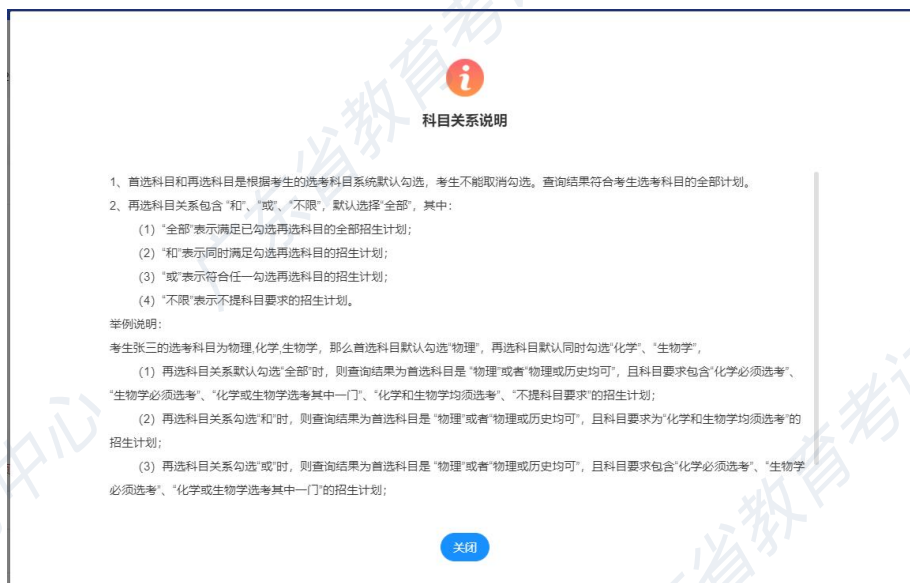 科目关系说明
1、首选科目和再选科目是根据考生的选考科目系统默认勾选，考生不能取消勾选。查询结果符合考生选考科目的全部计划。
2、再选科目关系包含 “和”、“或”、“不限”，默认选择“全部”，其中：
（1）“全部”表示满足已勾选再选科目的全部招生计划；
（2）“和”表示同时满足勾选再选科目的招生计划；
（3）“或”表示符合任一勾选再选科目的招生计划；
（4）“不限”表示不提科目要求的招生计划。
举例说明：
考生张三的选考科目为物理,化学,生物学，那么首选科目默认勾选“物理”，再选科目默认同时勾选“化学”、“生物学”，
（1）再选科目关系默认勾选“全部”时，则查询结果为首选科目是 “物理”或者“物理或历史均可”，且科目要求包含“化学必须选考”、
“生物学必须选考”、“化学或生物学选考其中一门”、“化学和生物学均须选考”、“不提科目要求”的招生计划；
（2）再选科目关系勾选“和”时，则查询结果为首选科目是 “物理”或者“物理或历史均可”，且科目要求为“化学和生物学均须选考”的
招生计划；
（3）再选科目关系勾选“或”时，则查询结果为首选科目是 “物理”或者“物理或历史均可”，且科目要求包含“化学必须选考”、“生物学
必须选考”、“化学或生物学选考其中一门”的招生计划；
关闭
广东省教育考
中心
省教育考试